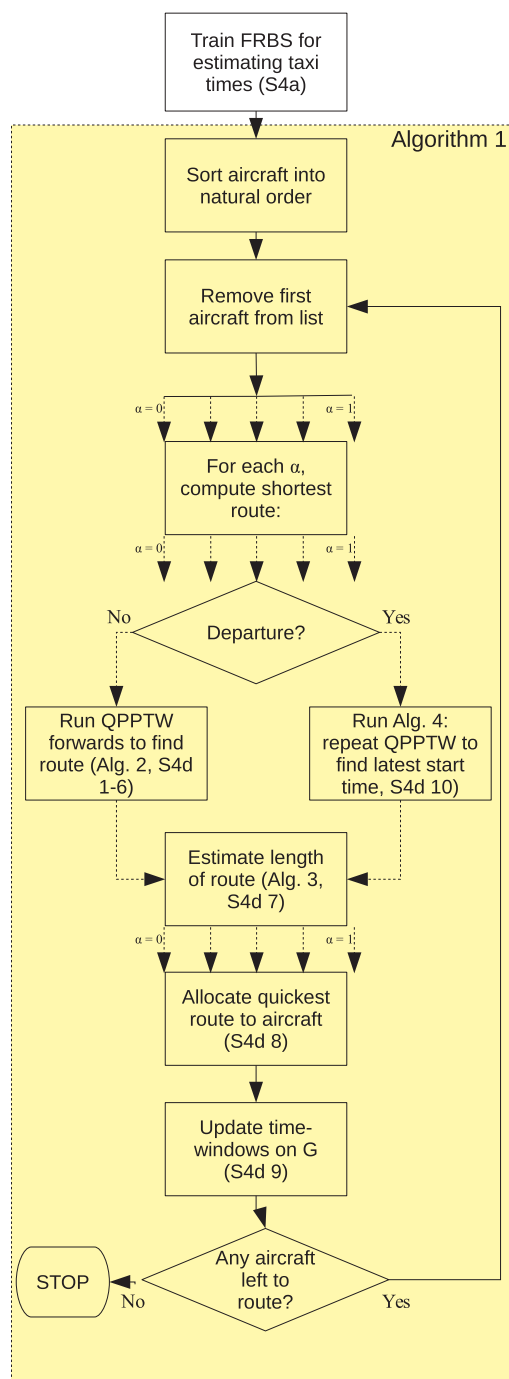 Train FRBS for
estimating taxi
times (S4a)
Algorithm 1
Sort aircraft into
natural order
Remove first
aircraft from list
α = 0
α = 1
For each α,
compute shortest
route:
α = 0
α = 1
Departure?
No
Yes
Run QPPTW
forwards to find
route (Alg. 2, S4d
1-6)
Run Alg. 4:
repeat QPPTW to
find latest start
time, S4d 10)
Estimate length
of route (Alg. 3,
S4d 7)
α = 0
α = 1
Allocate quickest
route to aircraft
(S4d 8)
Update time-
windows on G
(S4d 9)
Any aircraft
left to
route?
STOP
No
Yes